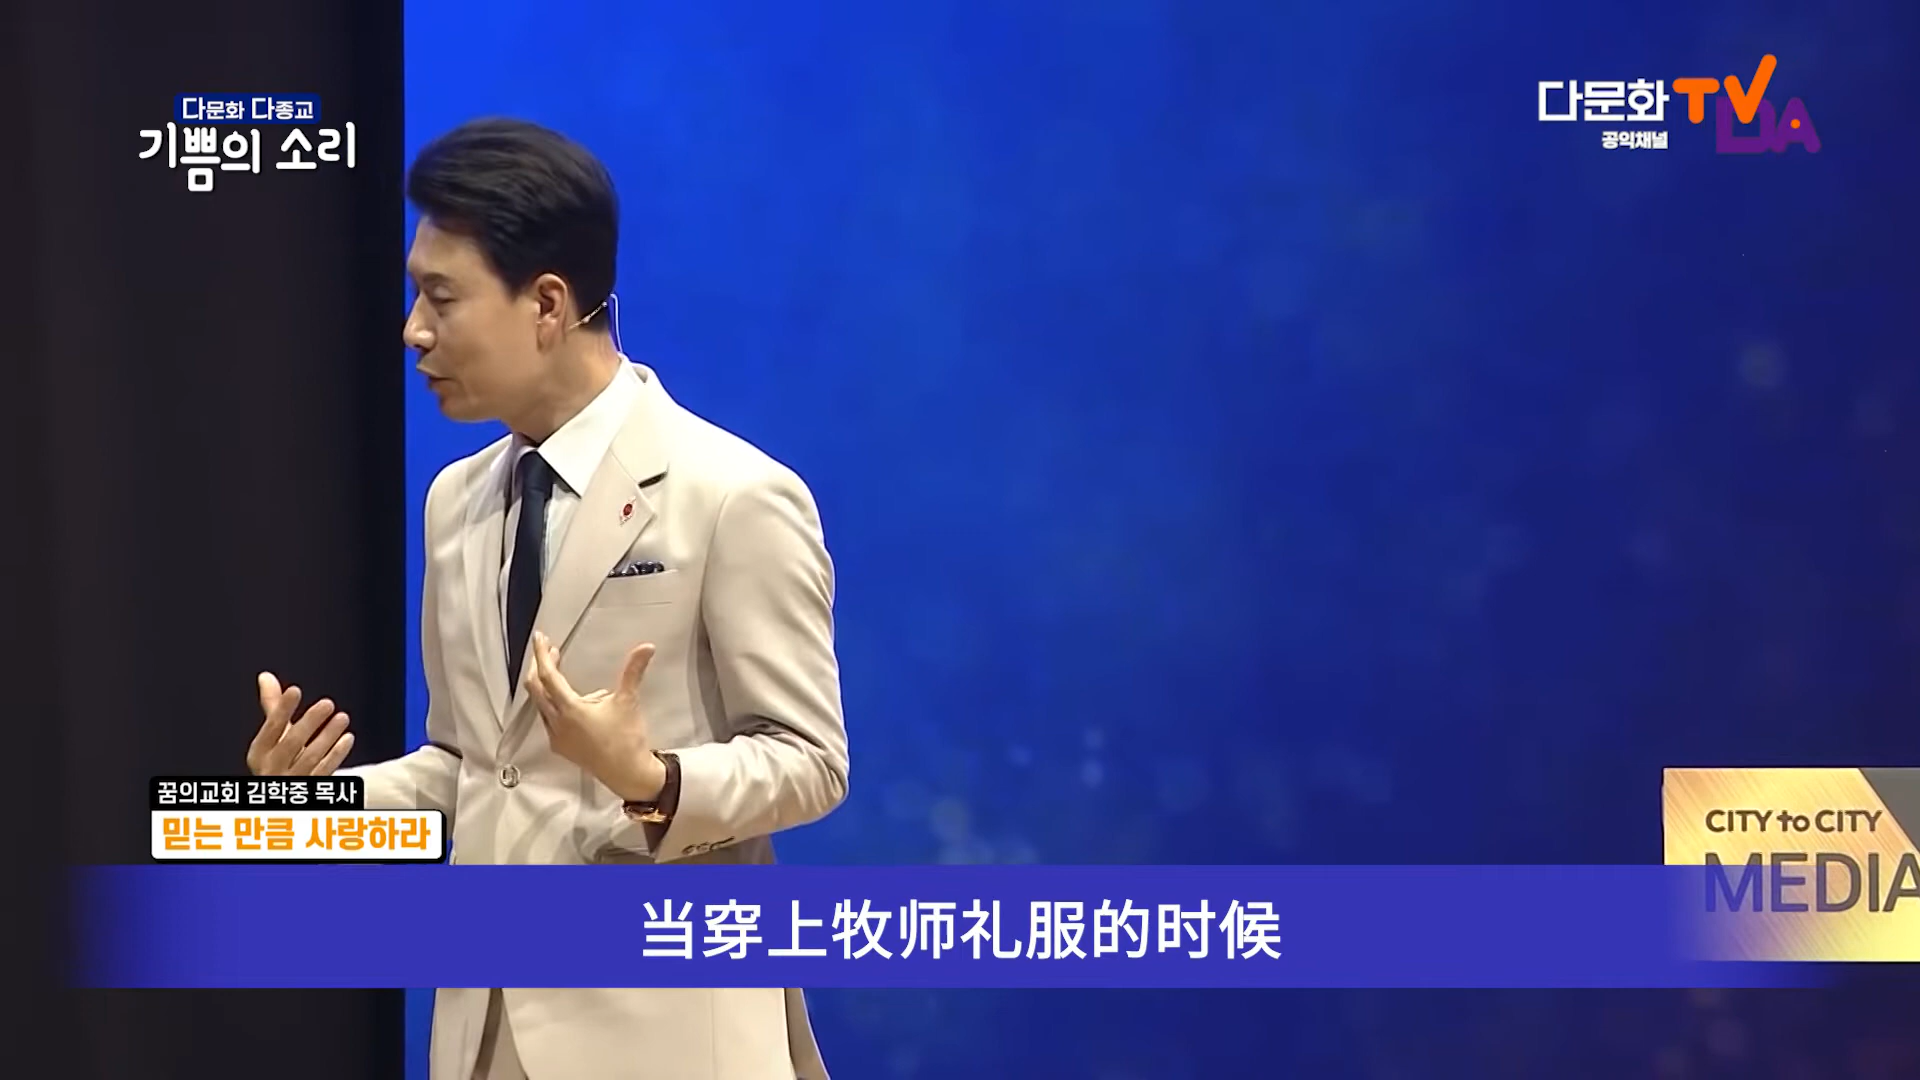 다문화 다종교
기쁨의 소리
다문화 TV
DA
공익채널
꿈의교회 김학중 목사
믿는 만큼 사랑하라
CITY to CITY
MEDIA
当穿上牧师礼服的时候